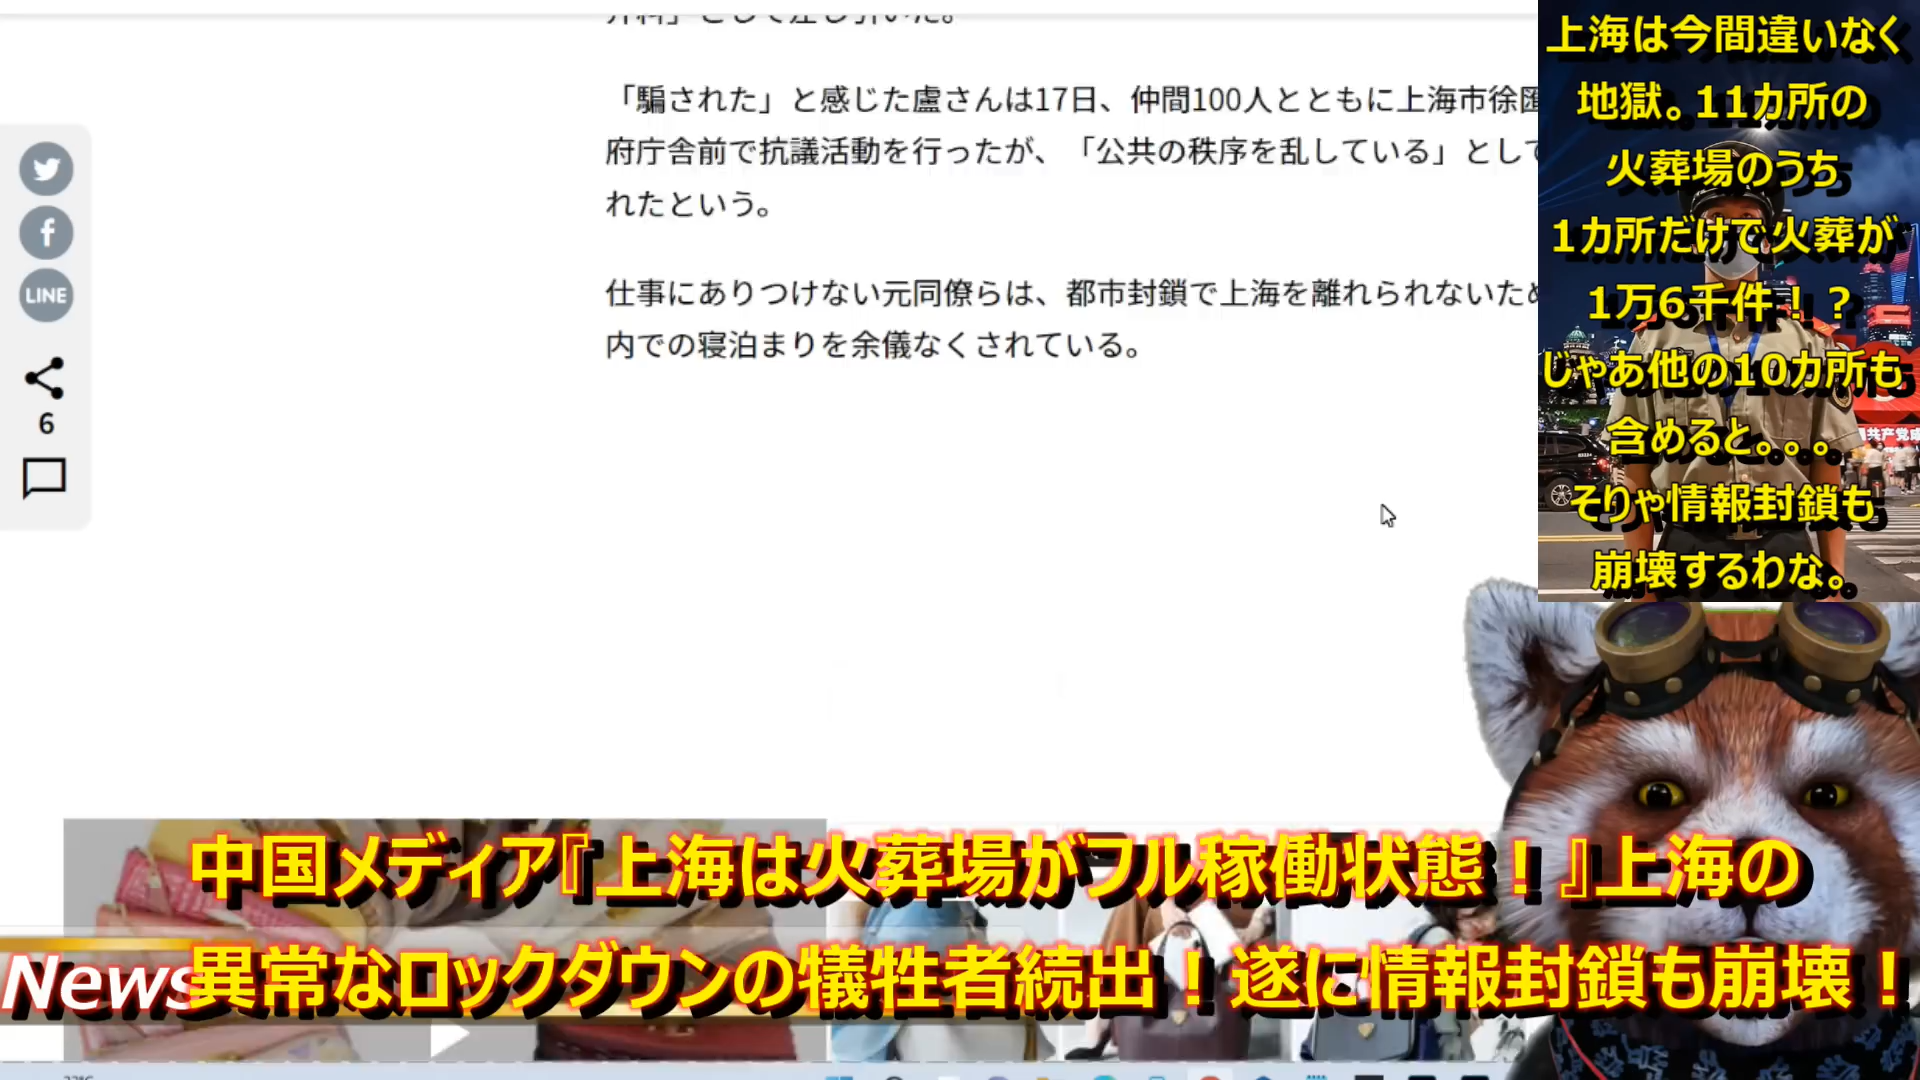 「騙された」と感じた盧さんは17日、仲間100人とともに上海市徐
府庁舎前で抗議活動を行ったが、「公共の秩序を乱している」として
れたという。
仕事にありつけない元同僚らは、都市封鎖で上海を離れられないため
内での寝泊まりを余儀なくされている。
LINE
6
上海は今間違いなく
地獄。11カ所の
火葬場のうち
1カ所だけで火葬が
1万6千件！？
じゃあ他の10カ所も
含めると。。。
そりゃ情報封鎖も
崩壊するわな。
共产党成
中国メディア『上海は火葬場がフル稼働状態！』上海の
異常なロックダウンの犠牲者続出！遂に情報封鎖も崩壊！
News